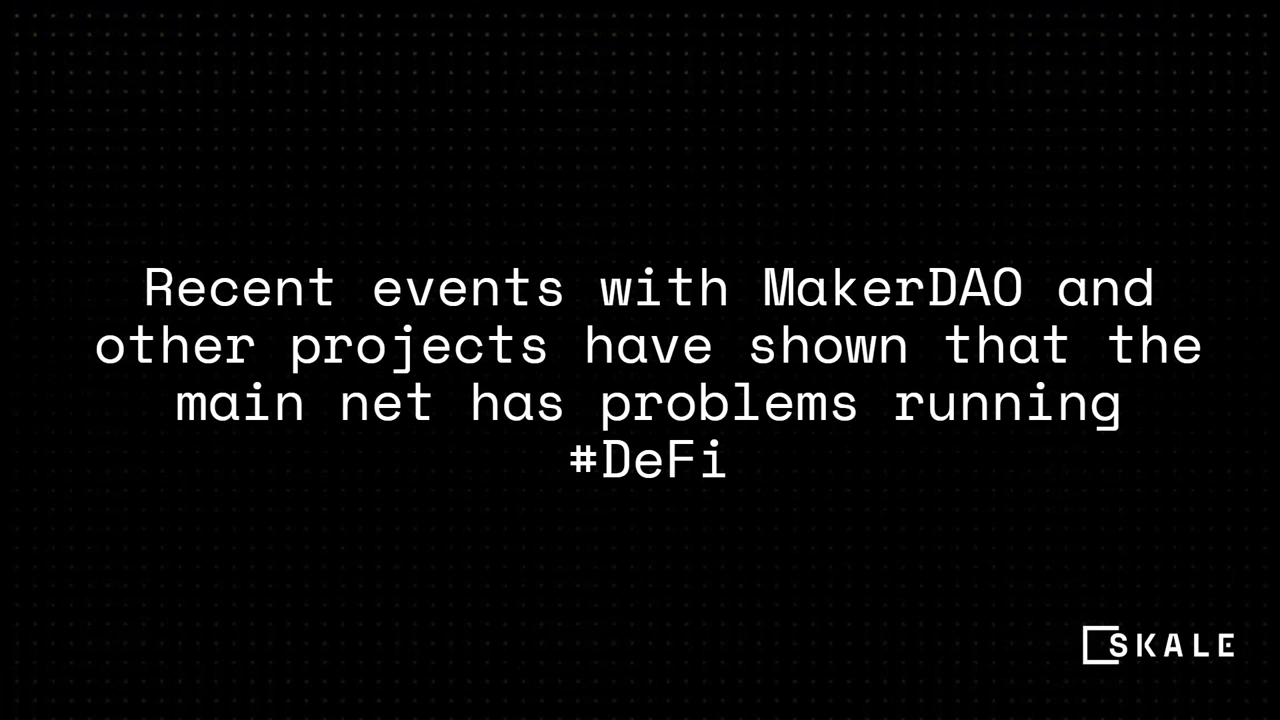 Recent events with MakerDAO and
other projects have shown that the
main net has problems running
#DeFi
SKALE